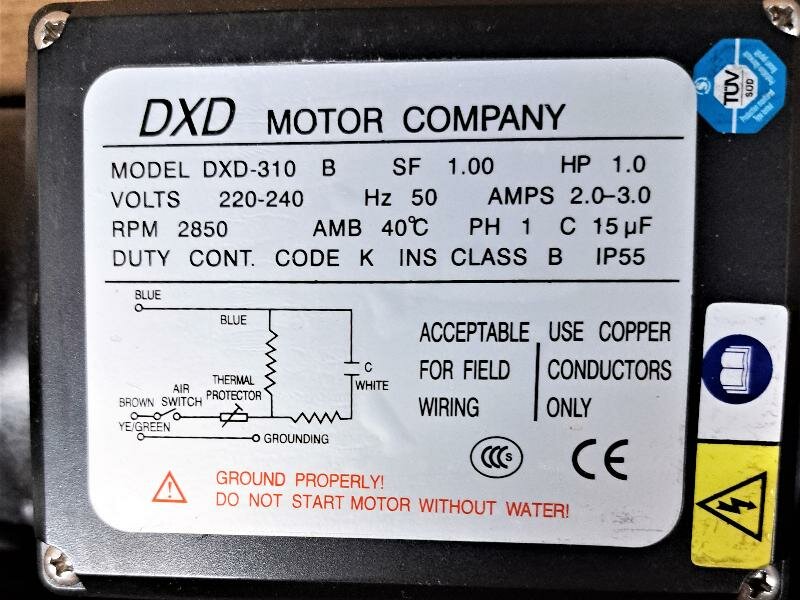 DXD MOTOR COMPANY
MODEL DXD-310 B SF 1.00 HP 1.0
VOLTS 220-240 Hz 50 AMPS 2.0-3.0
RPM 2850 AMB 40℃ PH 1 C 15 µF
DUTY CONT. CODE K INS CLASS B IP55
BLUE
BLUE
C
WHITE
THERMAL
PROTECTOR
AIR
SWITCH
BROWN
YE/GREEN
GROUNDING
ACCEPTABLE
FOR FIELD
WIRING
USE COPPER
CONDUCTORS
ONLY
CCC S
CE
GROUND PROPERLY!
DO NOT START MOTOR WITHOUT WATER!
TÜV
SÜD